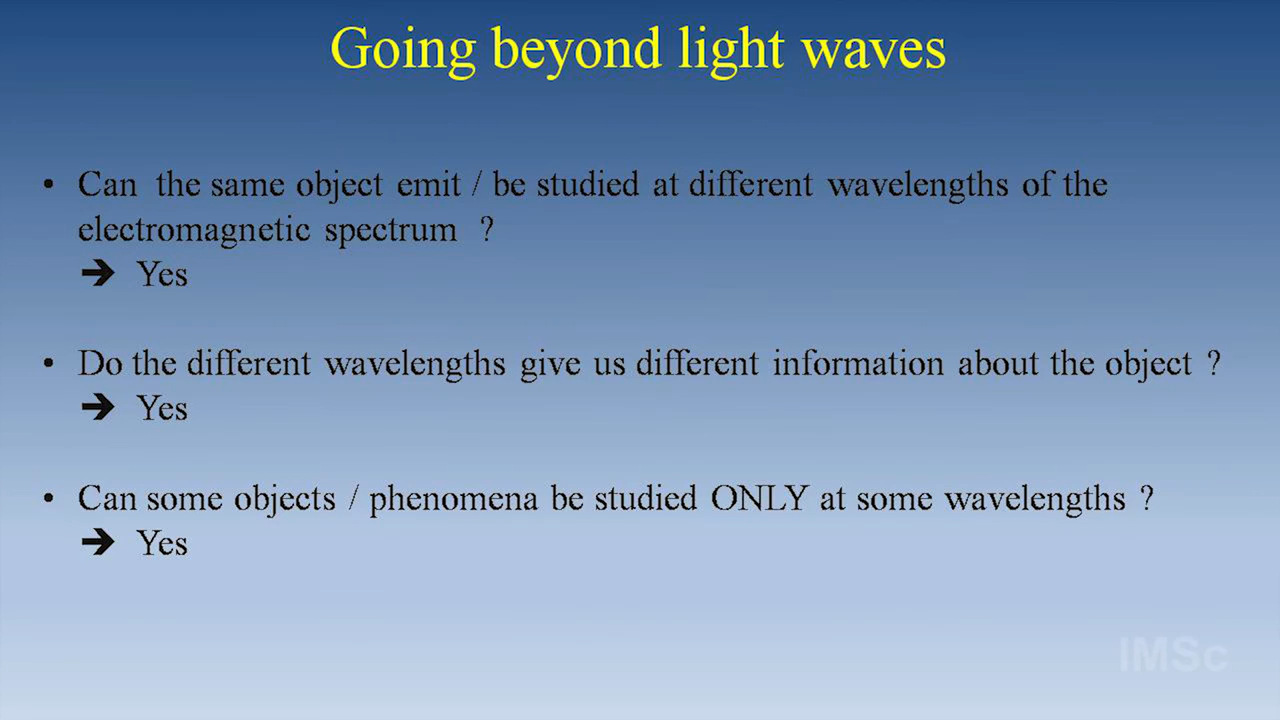 Going beyond light waves
• Can the same object emit / be studied at different wavelengths of the
electromagnetic spectrum ?
➔ Yes
• Do the different wavelengths give us different information about the object ?
➔ Yes
• Can some objects / phenomena be studied ONLY at some wavelengths ?
➔ Yes
IMSc